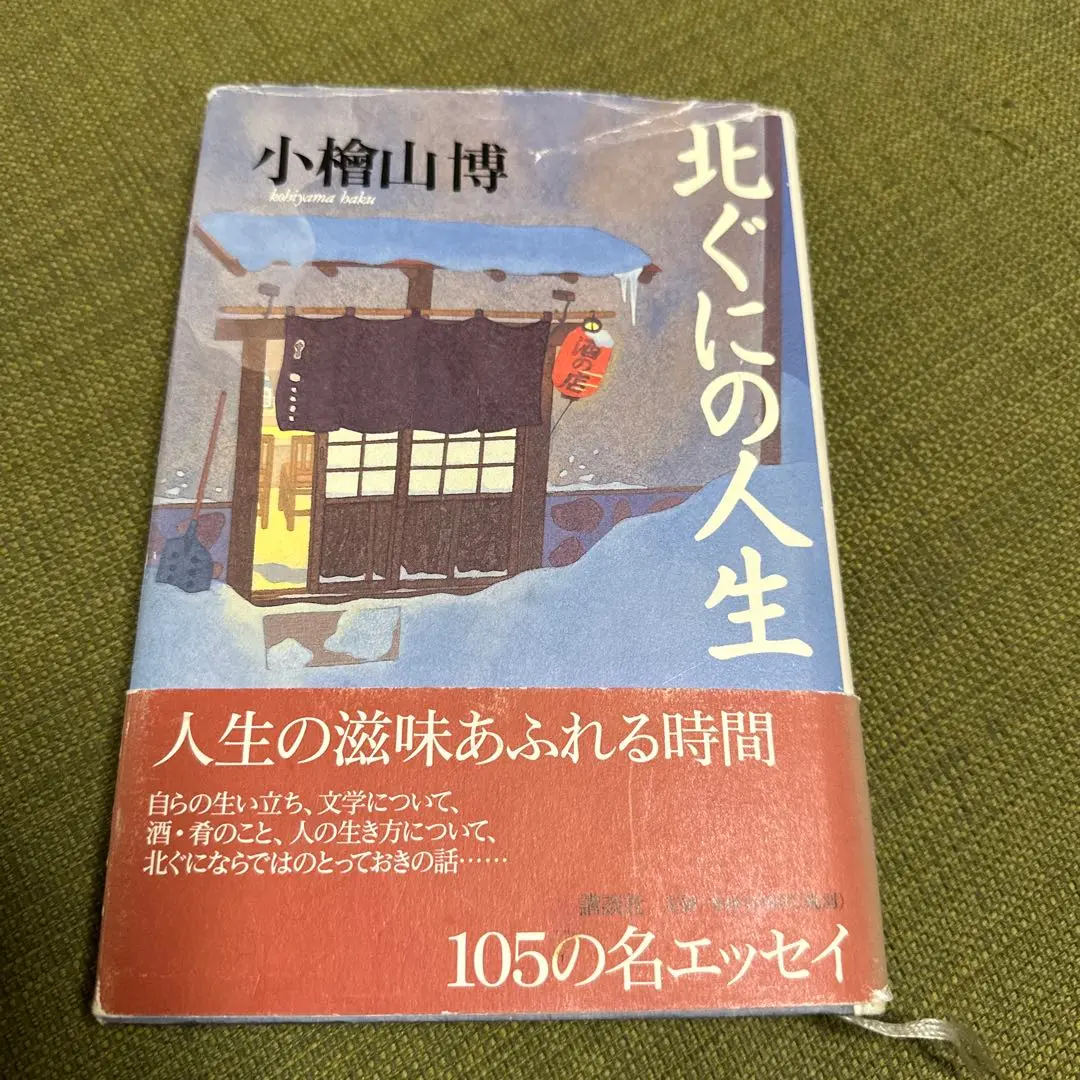 小檜山博
kohiyama haku
北ぐにの人生
酒の店
人生の滋味あふれる時間
自らの生い立ち、文学について、
酒・肴のこと、人の生き方について、
北ぐにならではのとっておきの話……
講談社
105の名エッセイ